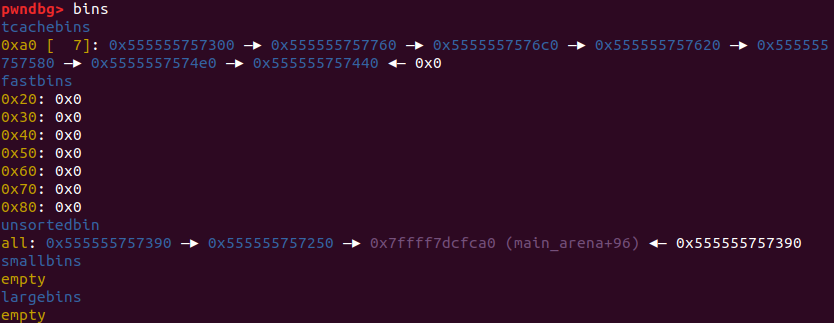 pwndbg> bins
tcachebins
0xa0 [  7]: 0x555555757300 —▸ 0x555555757760 —▸ 0x5555557576c0 —▸ 0x555555757620 —▸ 0x555555
757580 —▸ 0x5555557574e0 —▸ 0x555555757440 ◂— 0x0
fastbins
0x20: 0x0
0x30: 0x0
0x40: 0x0
0x50: 0x0
0x60: 0x0
0x70: 0x0
0x80: 0x0
unsortedbin
all: 0x555555757390 —▸ 0x555555757250 —▸ 0x7ffff7dcfca0 (main_arena+96) ◂— 0x555555757390
smallbins
empty
largebins
empty